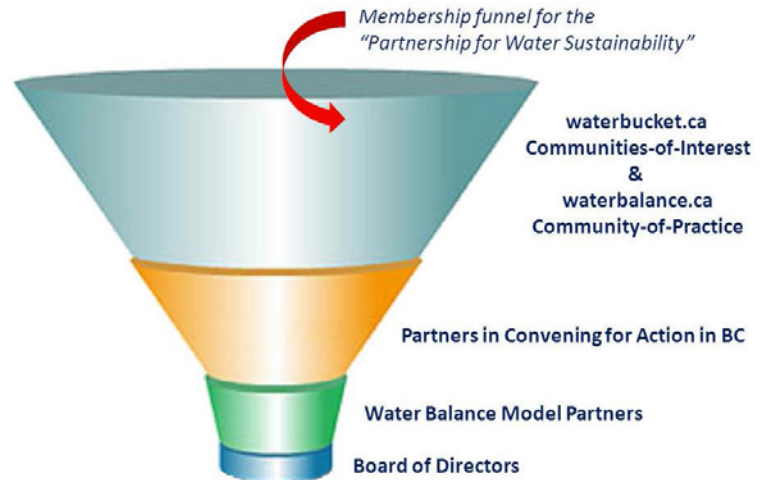 Membership funnel for the
“Partnership for Water Sustainability”
waterbucket.ca
Communities-of-Interest
&
waterbalance.ca
Community-of-Practice
Partners in Convening for Action in BC
Water Balance Model Partners
Board of Directors